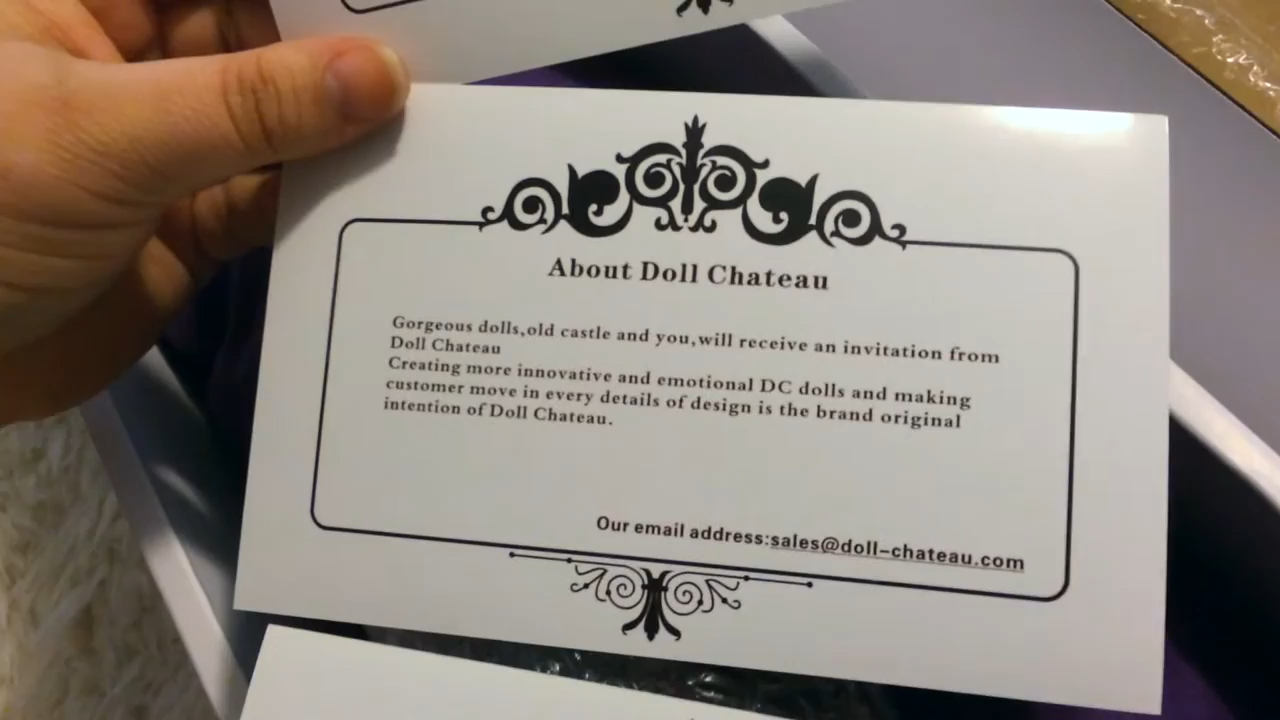 About Doll Chateau
Gorgeous dolls,old castle and you,will receive an invitation from
Doll Chateau
Creating more innovative and emotional DC dolls and making
customer move in every details of design is the brand original
intention of Doll Chateau.
Our email address:sales@doll-chateau.com